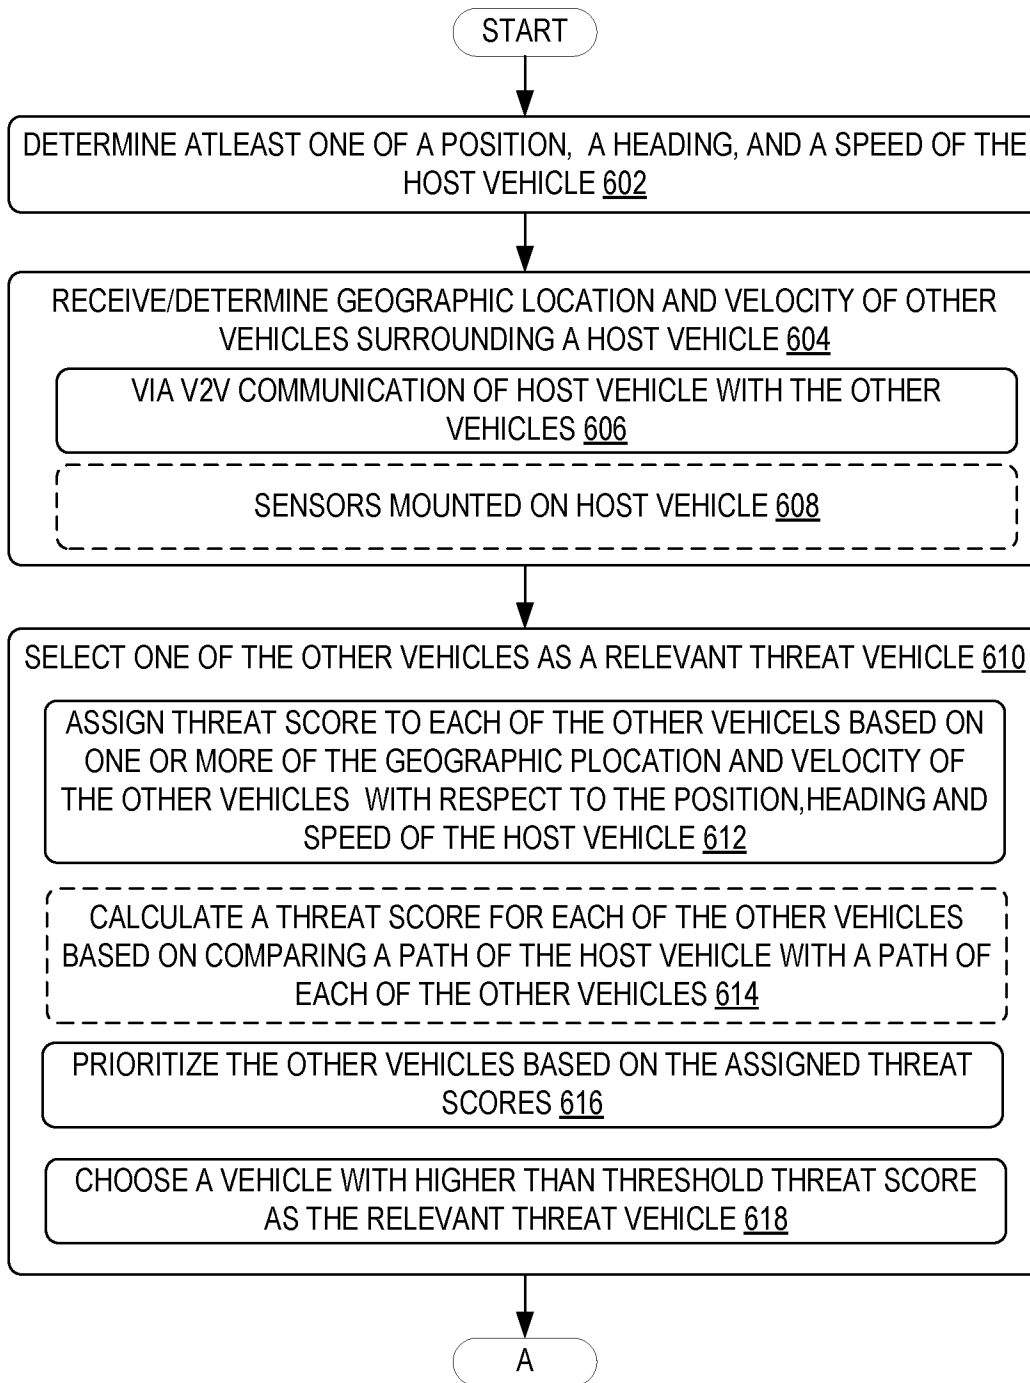 START
DETERMINE ATLEAST ONE OF A POSITION, A HEADING, AND A SPEED OF THE
HOST VEHICLE 602
RECEIVE/DETERMINE GEOGRAPHIC LOCATION AND VELOCITY OF OTHER
VEHICLES SURROUNDING A HOST VEHICLE 604
VIA V2V COMMUNICATION OF HOST VEHICLE WITH THE OTHER
VEHICLES 606
SENSORS MOUNTED ON HOST VEHICLE 608
SELECT ONE OF THE OTHER VEHICLES AS A RELEVANT THREAT VEHICLE 610
ASSIGN THREAT SCORE TO EACH OF THE OTHER VEHICELS BASED ON
ONE OR MORE OF THE GEOGRAPHIC PLOCATION AND VELOCITY OF
THE OTHER VEHICLES WITH RESPECT TO THE POSITION,HEADING AND
SPEED OF THE HOST VEHICLE 612
CALCULATE A THREAT SCORE FOR EACH OF THE OTHER VEHICLES
BASED ON COMPARING A PATH OF THE HOST VEHICLE WITH A PATH OF
EACH OF THE OTHER VEHICLES 614
PRIORITIZE THE OTHER VEHICLES BASED ON THE ASSIGNED THREAT
SCORES 616
CHOOSE A VEHICLE WITH HIGHER THAN THRESHOLD THREAT SCORE
AS THE RELEVANT THREAT VEHICLE 618
A